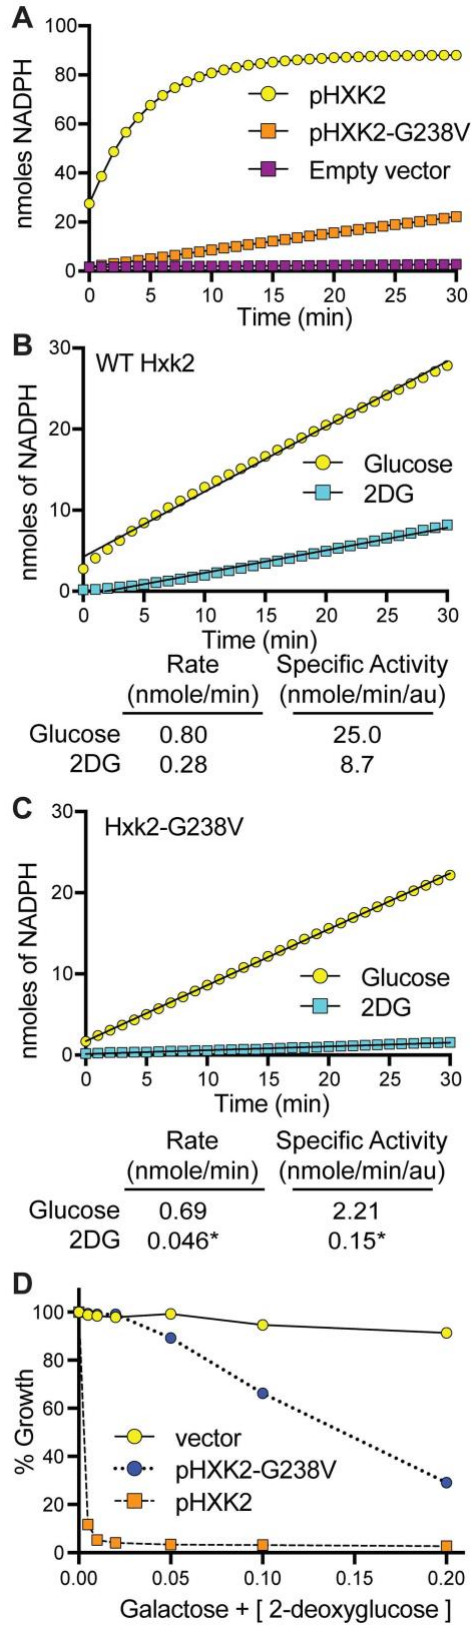 A
nmoles NADPH
100
80
60
40
20
0
pHXK2
pHXK2-G238V
Empty vector
0 5 10 15 20 25 30
Time (min)
B
WT Hxk2
nmoles of NADPH
30
20
10
0
Glucose
2DG
0 5 10 15 20 25 30
Time (min)
Rate Specific Activity
(nmole/min) (nmole/min/au)
Glucose 0.80 25.0
2DG 0.28 8.7
C
Hxk2-G238V
nmoles of NADPH
30
20
10
0
Glucose
2DG
0 5 10 15 20 25 30
Time (min)
Rate Specific Activity
(nmole/min) (nmole/min/au)
Glucose 0.69 2.21
2DG 0.046* 0.15*
D
% Growth
100
80
60
40
20
0
vector
pHXK2-G238V
pHXK2
0.00 0.05 0.10 0.15 0.20
Galactose + [ 2-deoxyglucose ]